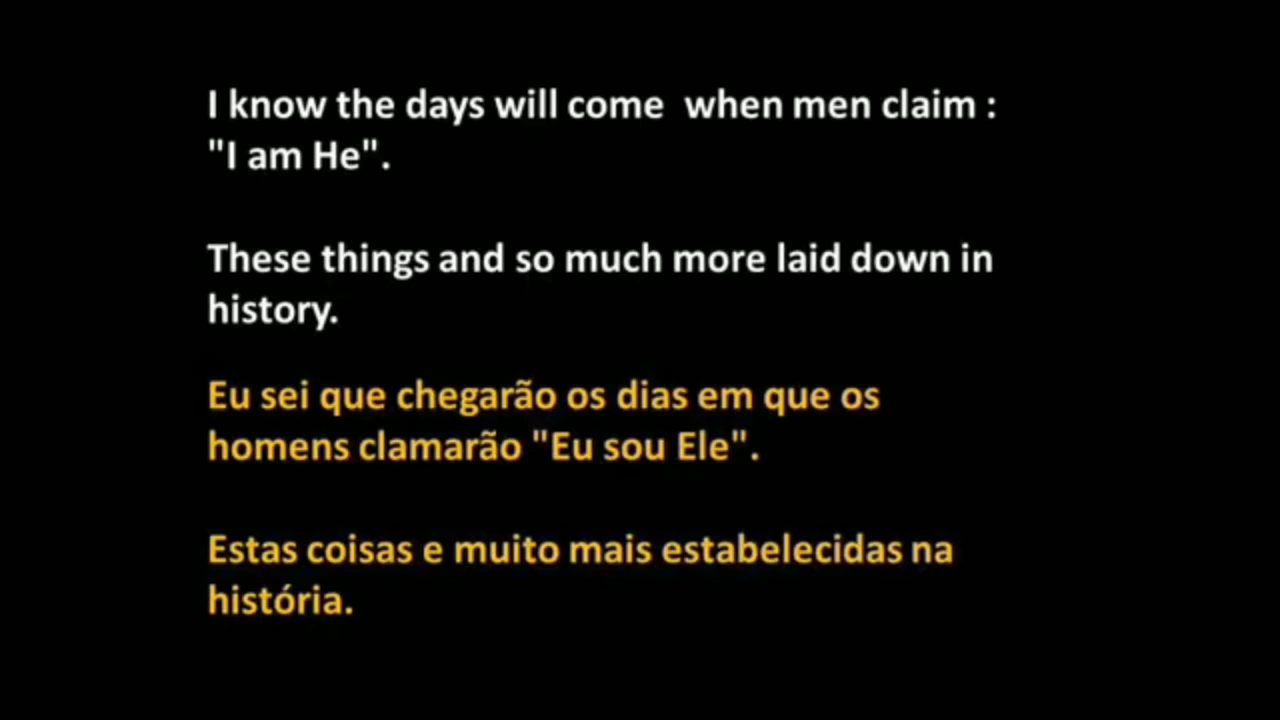 I know the days will come  when men claim :
"I am He".
These things and so much more laid down in
history.
Eu sei que chegarão os dias em que os
homens clamarão "Eu sou Ele".
Estas coisas e muito mais estabelecidas na
história.